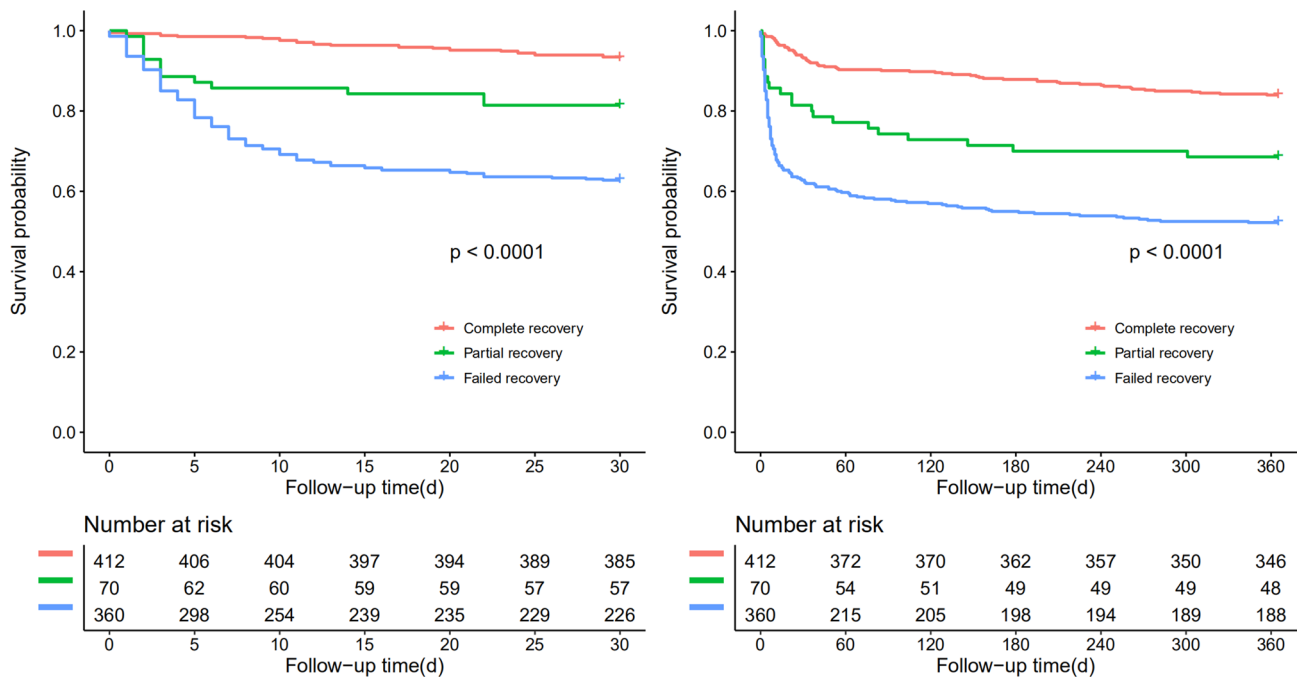 Survival probability
1.0
0.8
0.6
0.4
0.2
0.0
p < 0.0001
Complete recovery
Partial recovery
Failed recovery
0 5 10 15 20 25 30
Follow−up time(d)
Number at risk
412 406 404 397 394 389 385
70 62 60 59 59 57 57
360 298 254 239 235 229 226
0 5 10 15 20 25 30
Follow−up time(d)
Survival probability
1.0
0.8
0.6
0.4
0.2
0.0
p < 0.0001
Complete recovery
Partial recovery
Failed recovery
0 60 120 180 240 300 360
Follow−up time(d)
Number at risk
412 372 370 362 357 350 346
70 54 51 49 49 49 48
360 215 205 198 194 189 188
0 60 120 180 240 300 360
Follow−up time(d)